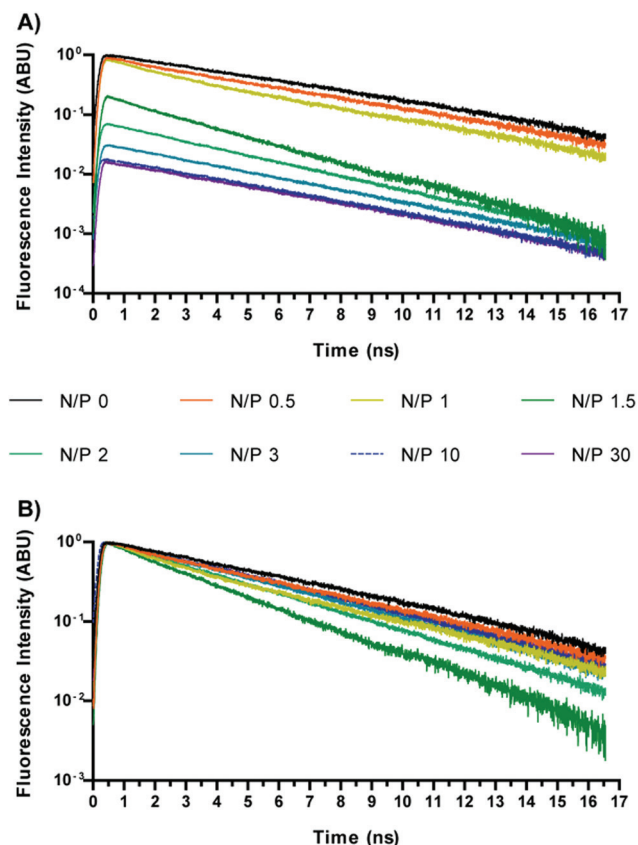 A)
Fluorescence Intensity (ABU)
10⁰
10⁻¹
10⁻²
10⁻³
10⁻⁴
0 1 2 3 4 5 6 7 8 9 10 11 12 13 14 15 16 17
Time (ns)
N/P 0 N/P 0.5 N/P 1 N/P 1.5
N/P 2 N/P 3 N/P 10 N/P 30
B)
Fluorescence Intensity (ABU)
10⁰
10⁻¹
10⁻²
10⁻³
0 1 2 3 4 5 6 7 8 9 10 11 12 13 14 15 16 17
Time (ns)